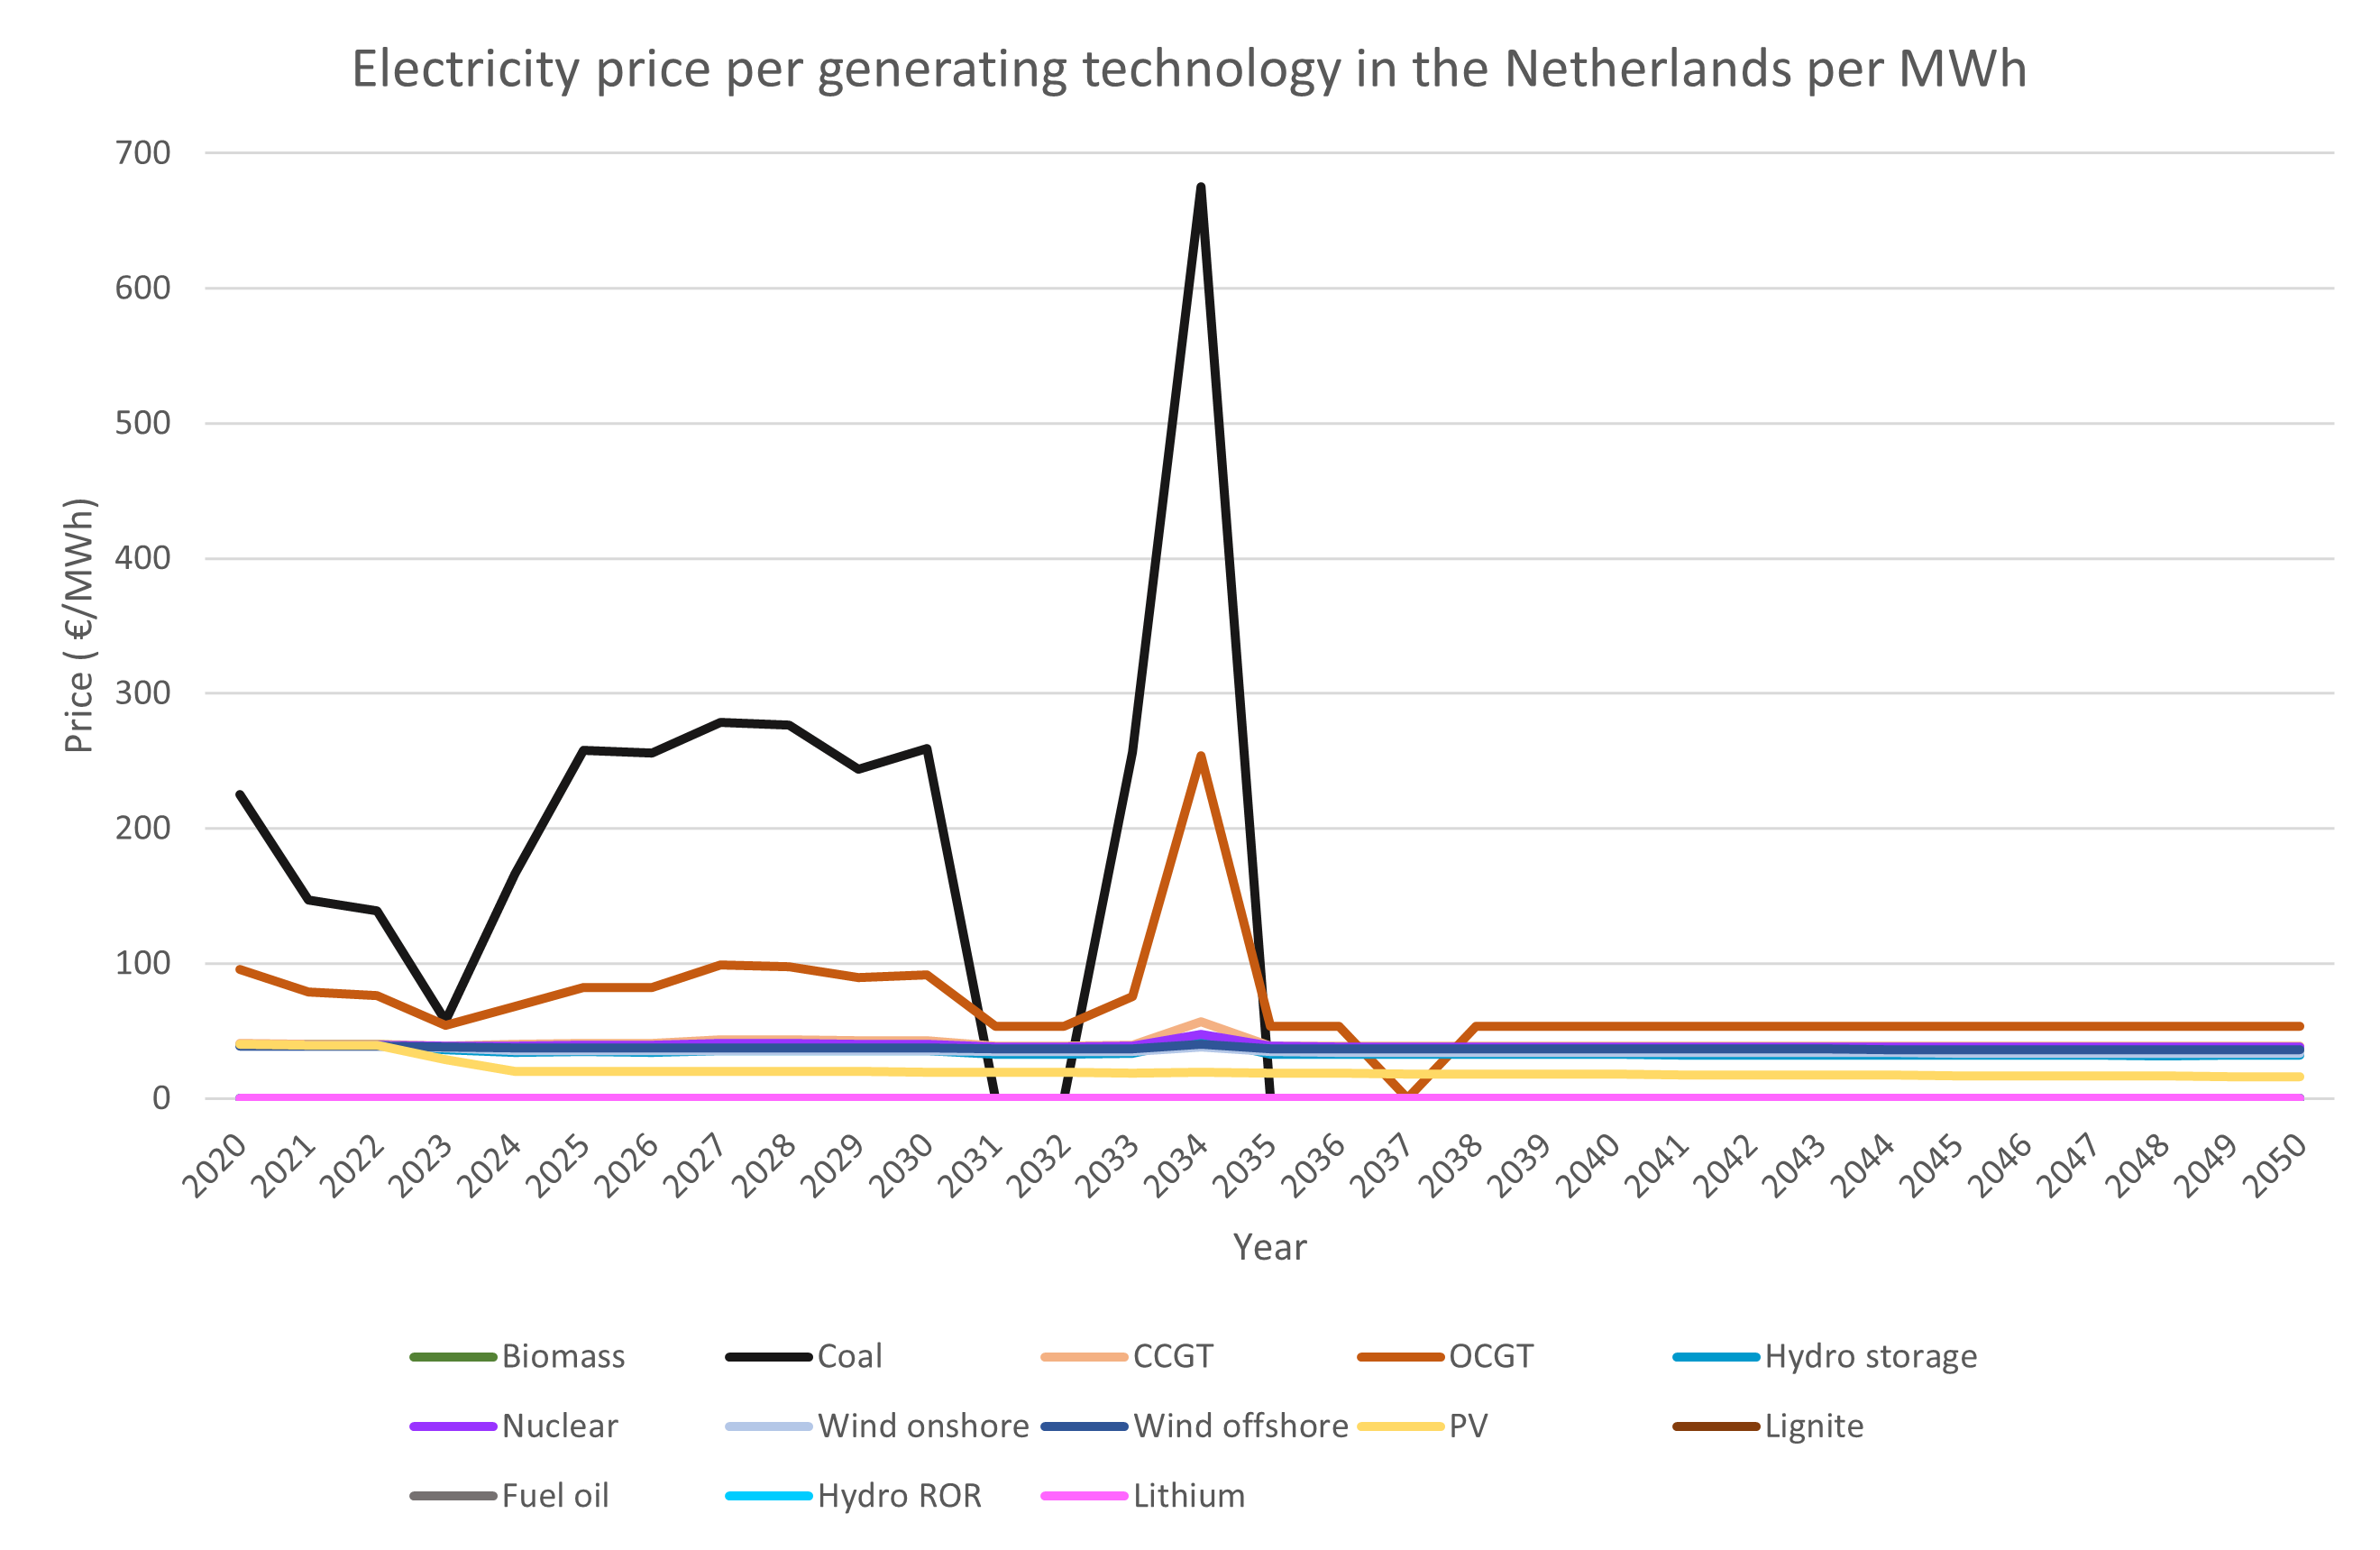 Electricity price per generating technology in the Netherlands per MWh
700
600
500
400
300
200
100
0
Price ( €/MWh)
2020 2021 2022 2023 2024 2025 2026 2027 2028 2029 2030 2031 2032 2033 2034 2035 2036 2037 2038 2039 2040 2041 2042 2043 2044 2045 2046 2047 2048 2049 2050
Year
Biomass Coal CCGT OCGT Hydro storage
Nuclear Wind onshore Wind offshore PV Lignite
Fuel oil Hydro ROR Lithium